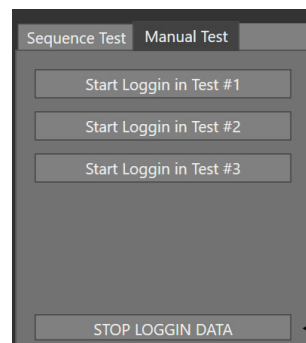 Sequence Test Manual Test
Start Loggin in Test #1
Start Loggin in Test #2
Start Loggin in Test #3
STOP LOGGIN DATA